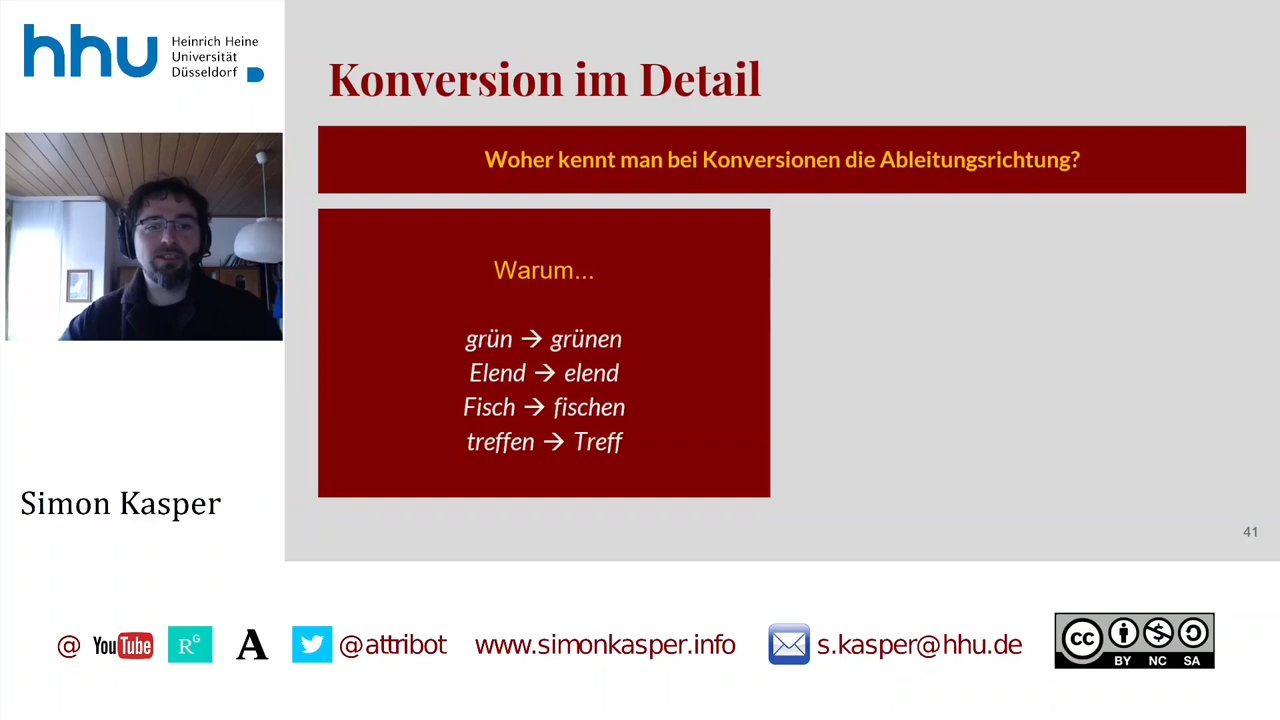 hhu
Heinrich Heine
Universität
Düsseldorf
Konversion im Detail
Woher kennt man bei Konversionen die Ableitungsrichtung?
Warum...
grün → grünen
Elend → elend
Fisch → fischen
treffen → Treff
Simon Kasper
41
@ YouTube RG A @attribot www.simonkasper.info s.kasper@hhu.de
cc BY NC SA